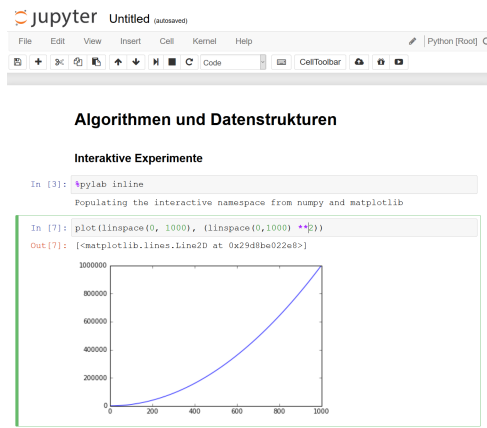 jupyter Untitled (autosaved)
File Edit View Insert Cell Kernel Help Python [Root]
Code CellToolbar
Algorithmen und Datenstrukturen
Interaktive Experimente
In [3]: %pylab inline
Populating the interactive namespace from numpy and matplotlib
In [7]: plot(linspace(0, 1000), (linspace(0,1000) **2))
Out[7]: [<matplotlib.lines.Line2D at 0x29d8be022e8>]
1000000
800000
600000
400000
200000
0
0 200 400 600 800 1000